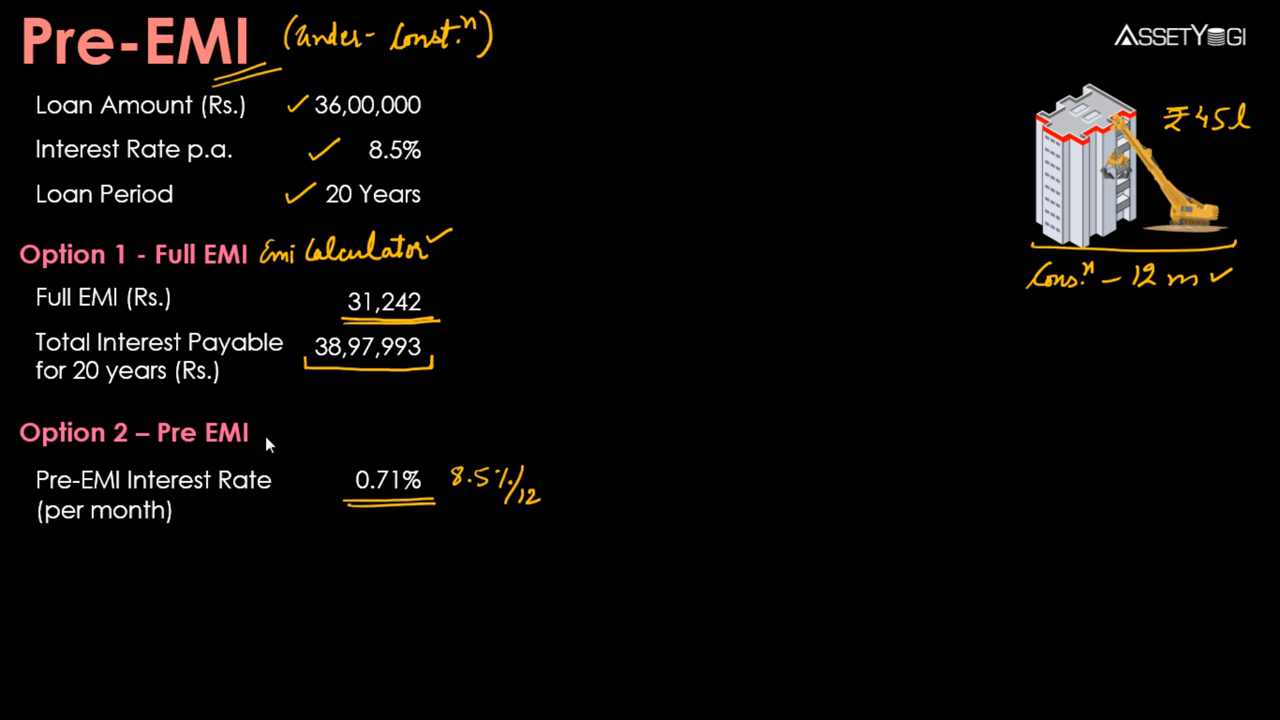 Pre-EMI (under-Const.n)
ASSETYOGI
Loan Amount (Rs.) ✓ 36,00,000
₹45l
Interest Rate p.a. ✓ 8.5%
Loan Period ✓ 20 Years
Option 1 - Full EMI Emi Calculator ✓
Cons.n - 12 m ✓
Full EMI (Rs.) 31,242
Total Interest Payable 38,97,993
for 20 years (Rs.)
Option 2 – Pre EMI
Pre-EMI Interest Rate 0.71% 8.5%/12
(per month)